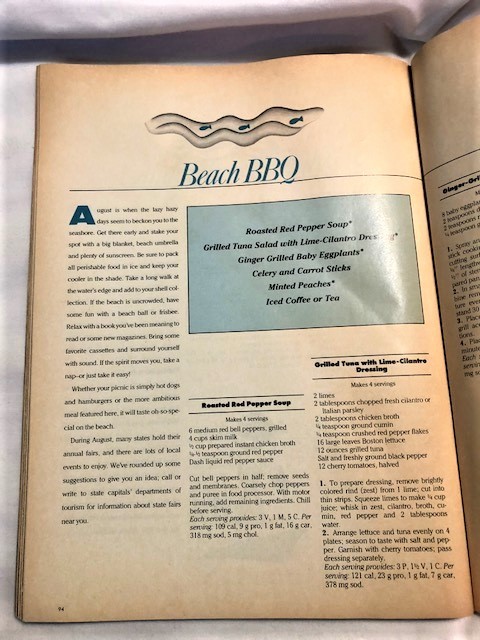 Beach BBQ
August is when the lazy hazy
days seem to beckon you to the
seashore. Get there early and stake your
spot with a big blanket, beach umbrella
and plenty of sunscreen. Be sure to pack
all perishable food in ice and keep your
cooler in the shade. Take a long walk at
the water's edge and add to your shell col-
lection. If the beach is uncrowded, have
some fun with a beach ball or frisbee.
Relax with a book you've been meaning to
read or some new magazines. Bring some
favorite cassettes and surround yourself
with sound. If the spirit moves you, take a
nap–or just take it easy!
Whether your picnic is simply hot dogs
and hamburgers or the more ambitious
meal featured here, it will taste oh-so-spe-
cial on the beach.
During August, many states hold their
annual fairs, and there are lots of local
events to enjoy. We've rounded up some
suggestions to give you an idea; call or
write to state capitals' departments of
tourism for information about state fairs
near you.
94
Roasted Red Pepper Soup*
Grilled Tuna Salad with Lime-Cilantro Dressing*
Ginger Grilled Baby Eggplants*
Celery and Carrot Sticks
Minted Peaches*
Iced Coffee or Tea
Roasted Red Pepper Soup
Makes 4 servings
6 medium red bell peppers, grilled
4 cups skim milk
½ cup prepared instant chicken broth
teaspoon ground red pepper
Dash liquid red pepper sauce
Cut bell peppers in half; remove seeds
and membranes. Coarsely chop peppers
and puree in food processor. With motor
running, add remaining ingredients. Chill
before serving.
Each serving provides: 3 V, 1 M, 5 C. Per
serving: 109 cal, 9 g pro, 1 g fat, 16 g car,
318 mg sod, 5 mg chol.
Grilled Tuna with Lime-Cilantro
Dressing
Makes 4 servings
2 limes
2 tablespoons chopped fresh cilantro or
Italian parsley
2 tablespoons chicken broth
teaspoon ground cumin
teaspoon crushed red pepper flakes
16 large leaves Boston lettuce
12 ounces grilled tuna
Salt and freshly ground black pepper
12 cherry tomatoes, halved
1. To prepare dressing, remove brightly
colored rind (zest) from 1 lime; cut into
thin strips. Squeeze limes to make ¼ cup
juice; whisk in zest, cilantro, broth, cu-
min, red pepper and 2 tablespoons
water.
2. Arrange lettuce and tuna evenly on 4
plates; season to taste with salt and pep-
per. Garnish with cherry tomatoes; pass
dressing separately.
Each serving provides: 3 P, 1½ V, 1 C. Per
serving: 121 cal, 23 g pro, 1 g fat, 7 g car,
378 mg sod.
8 baby
2 teaspoons
2 teaspoons
1.
2.
3.
4.